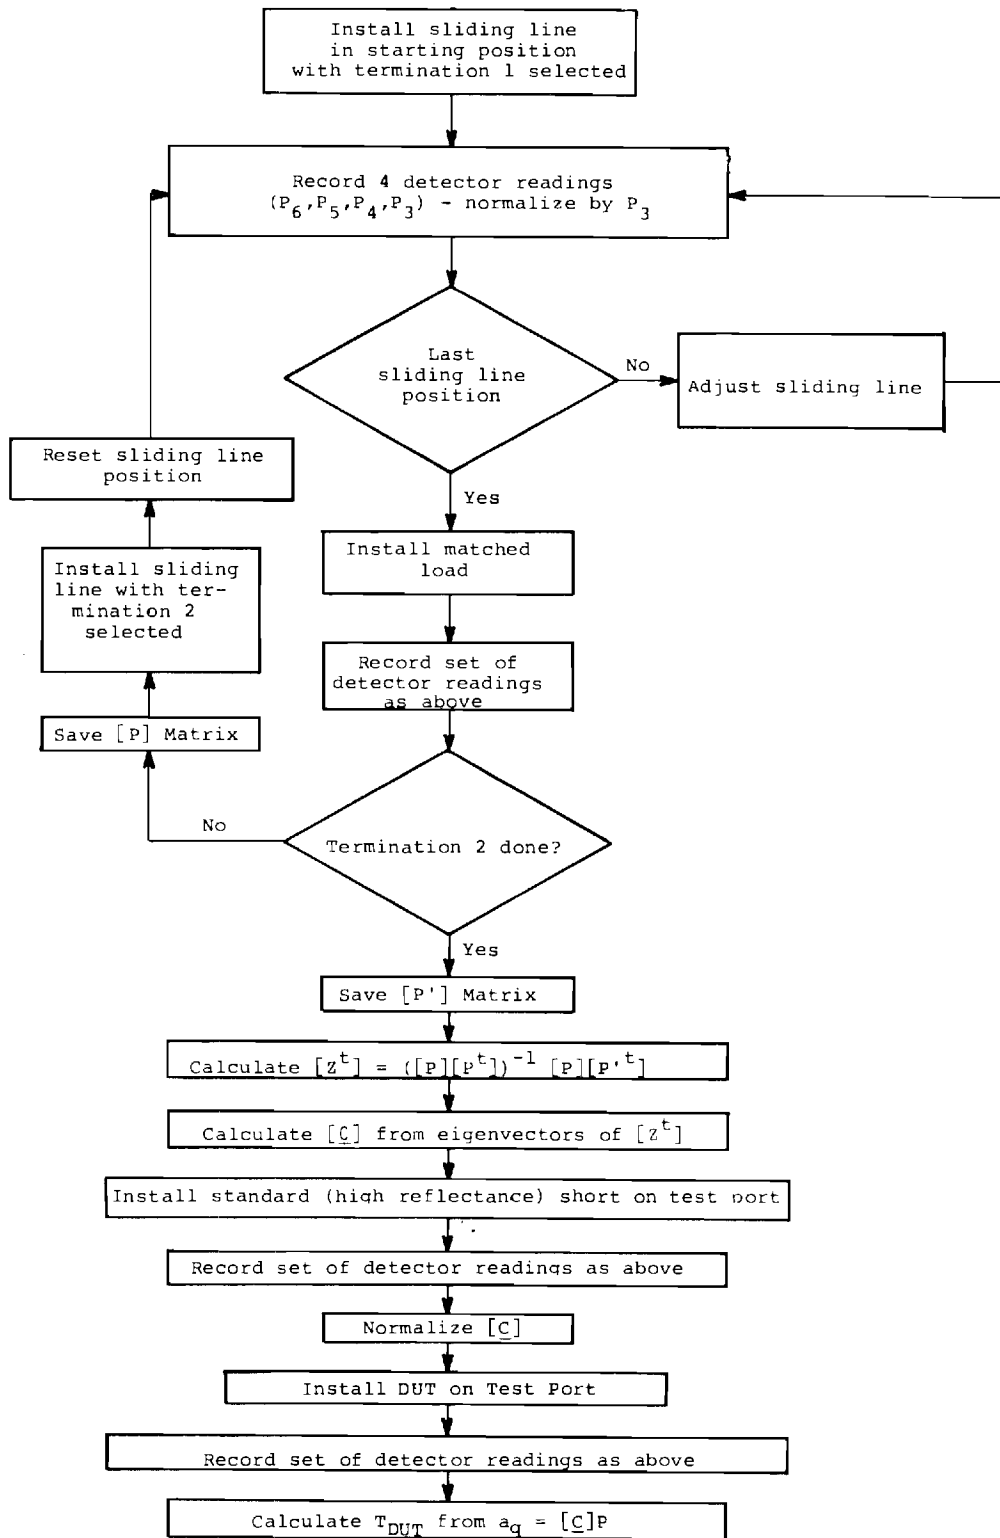 Install sliding line
in starting position
with termination 1 selected
Record 4 detector readings
(P6,P5,P4,P3) - normalize by P3
Last
sliding line
position
No
Adjust sliding line
Yes
Reset sliding line
position
Install sliding
line with ter-
mination 2
selected
Save [P] Matrix
Install matched
load
Record set of
detector readings
as above
No
Termination 2 done?
Yes
Save [P'] Matrix
Calculate [Z^t] = ([P][P^t])^-1 [P][P'^t]
Calculate [C] from eigenvectors of [Z^t]
Install standard (high reflectance) short on test port
Record set of detector readings as above
Normalize [C]
Install DUT on Test Port
Record set of detector readings as above
Calculate T_DUT from a_q = [C]P